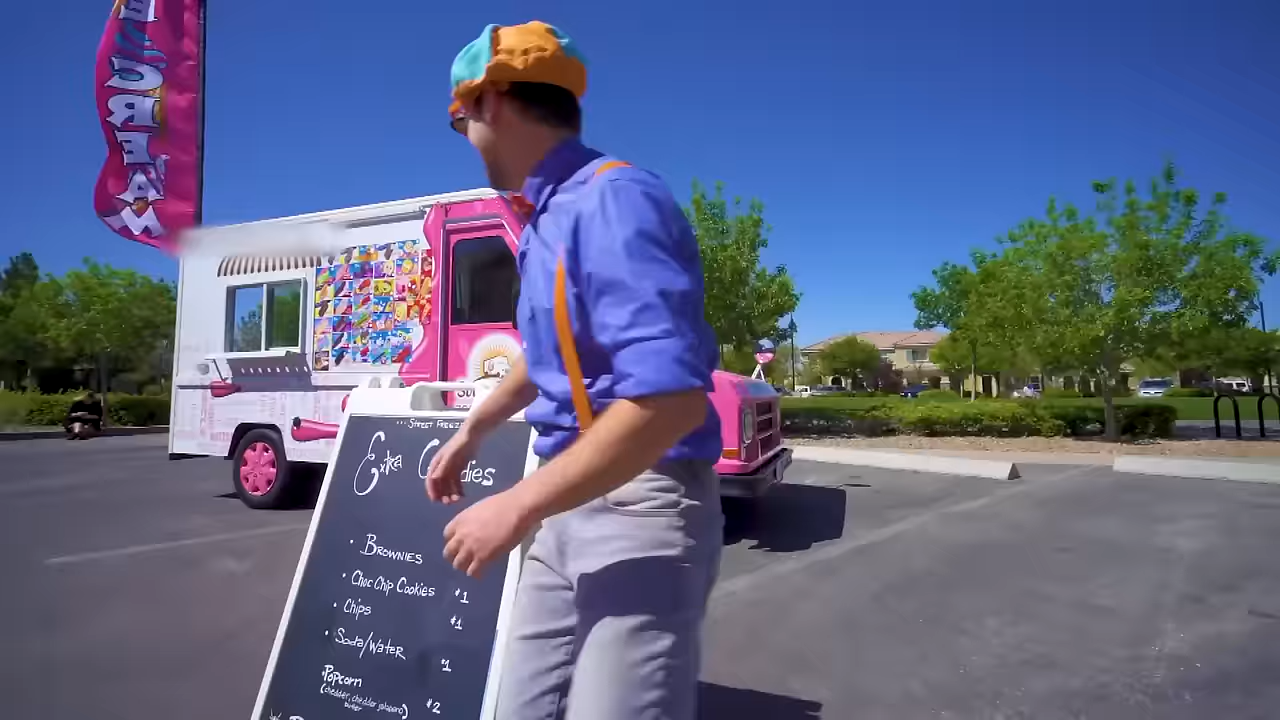 CREAM
...STREET FREEZE
Extra
BROWNIES
Choc Chip Cookies $1
Chips $1
Soda/Water $1
Popcorn
(cheddar, cheddar jalapeno) $2
butter